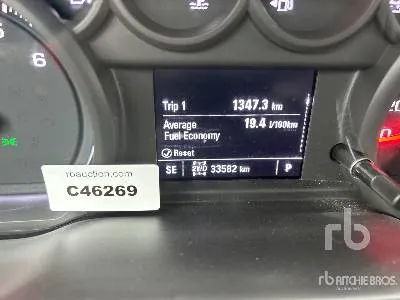 6
Trip 1 1347.3 km
Average 19.4 l/100km
Fuel Economy
Reset
SE 2WD 33582 km P
rbauction.com
C46269
rb
rb RITCHIE BROS.